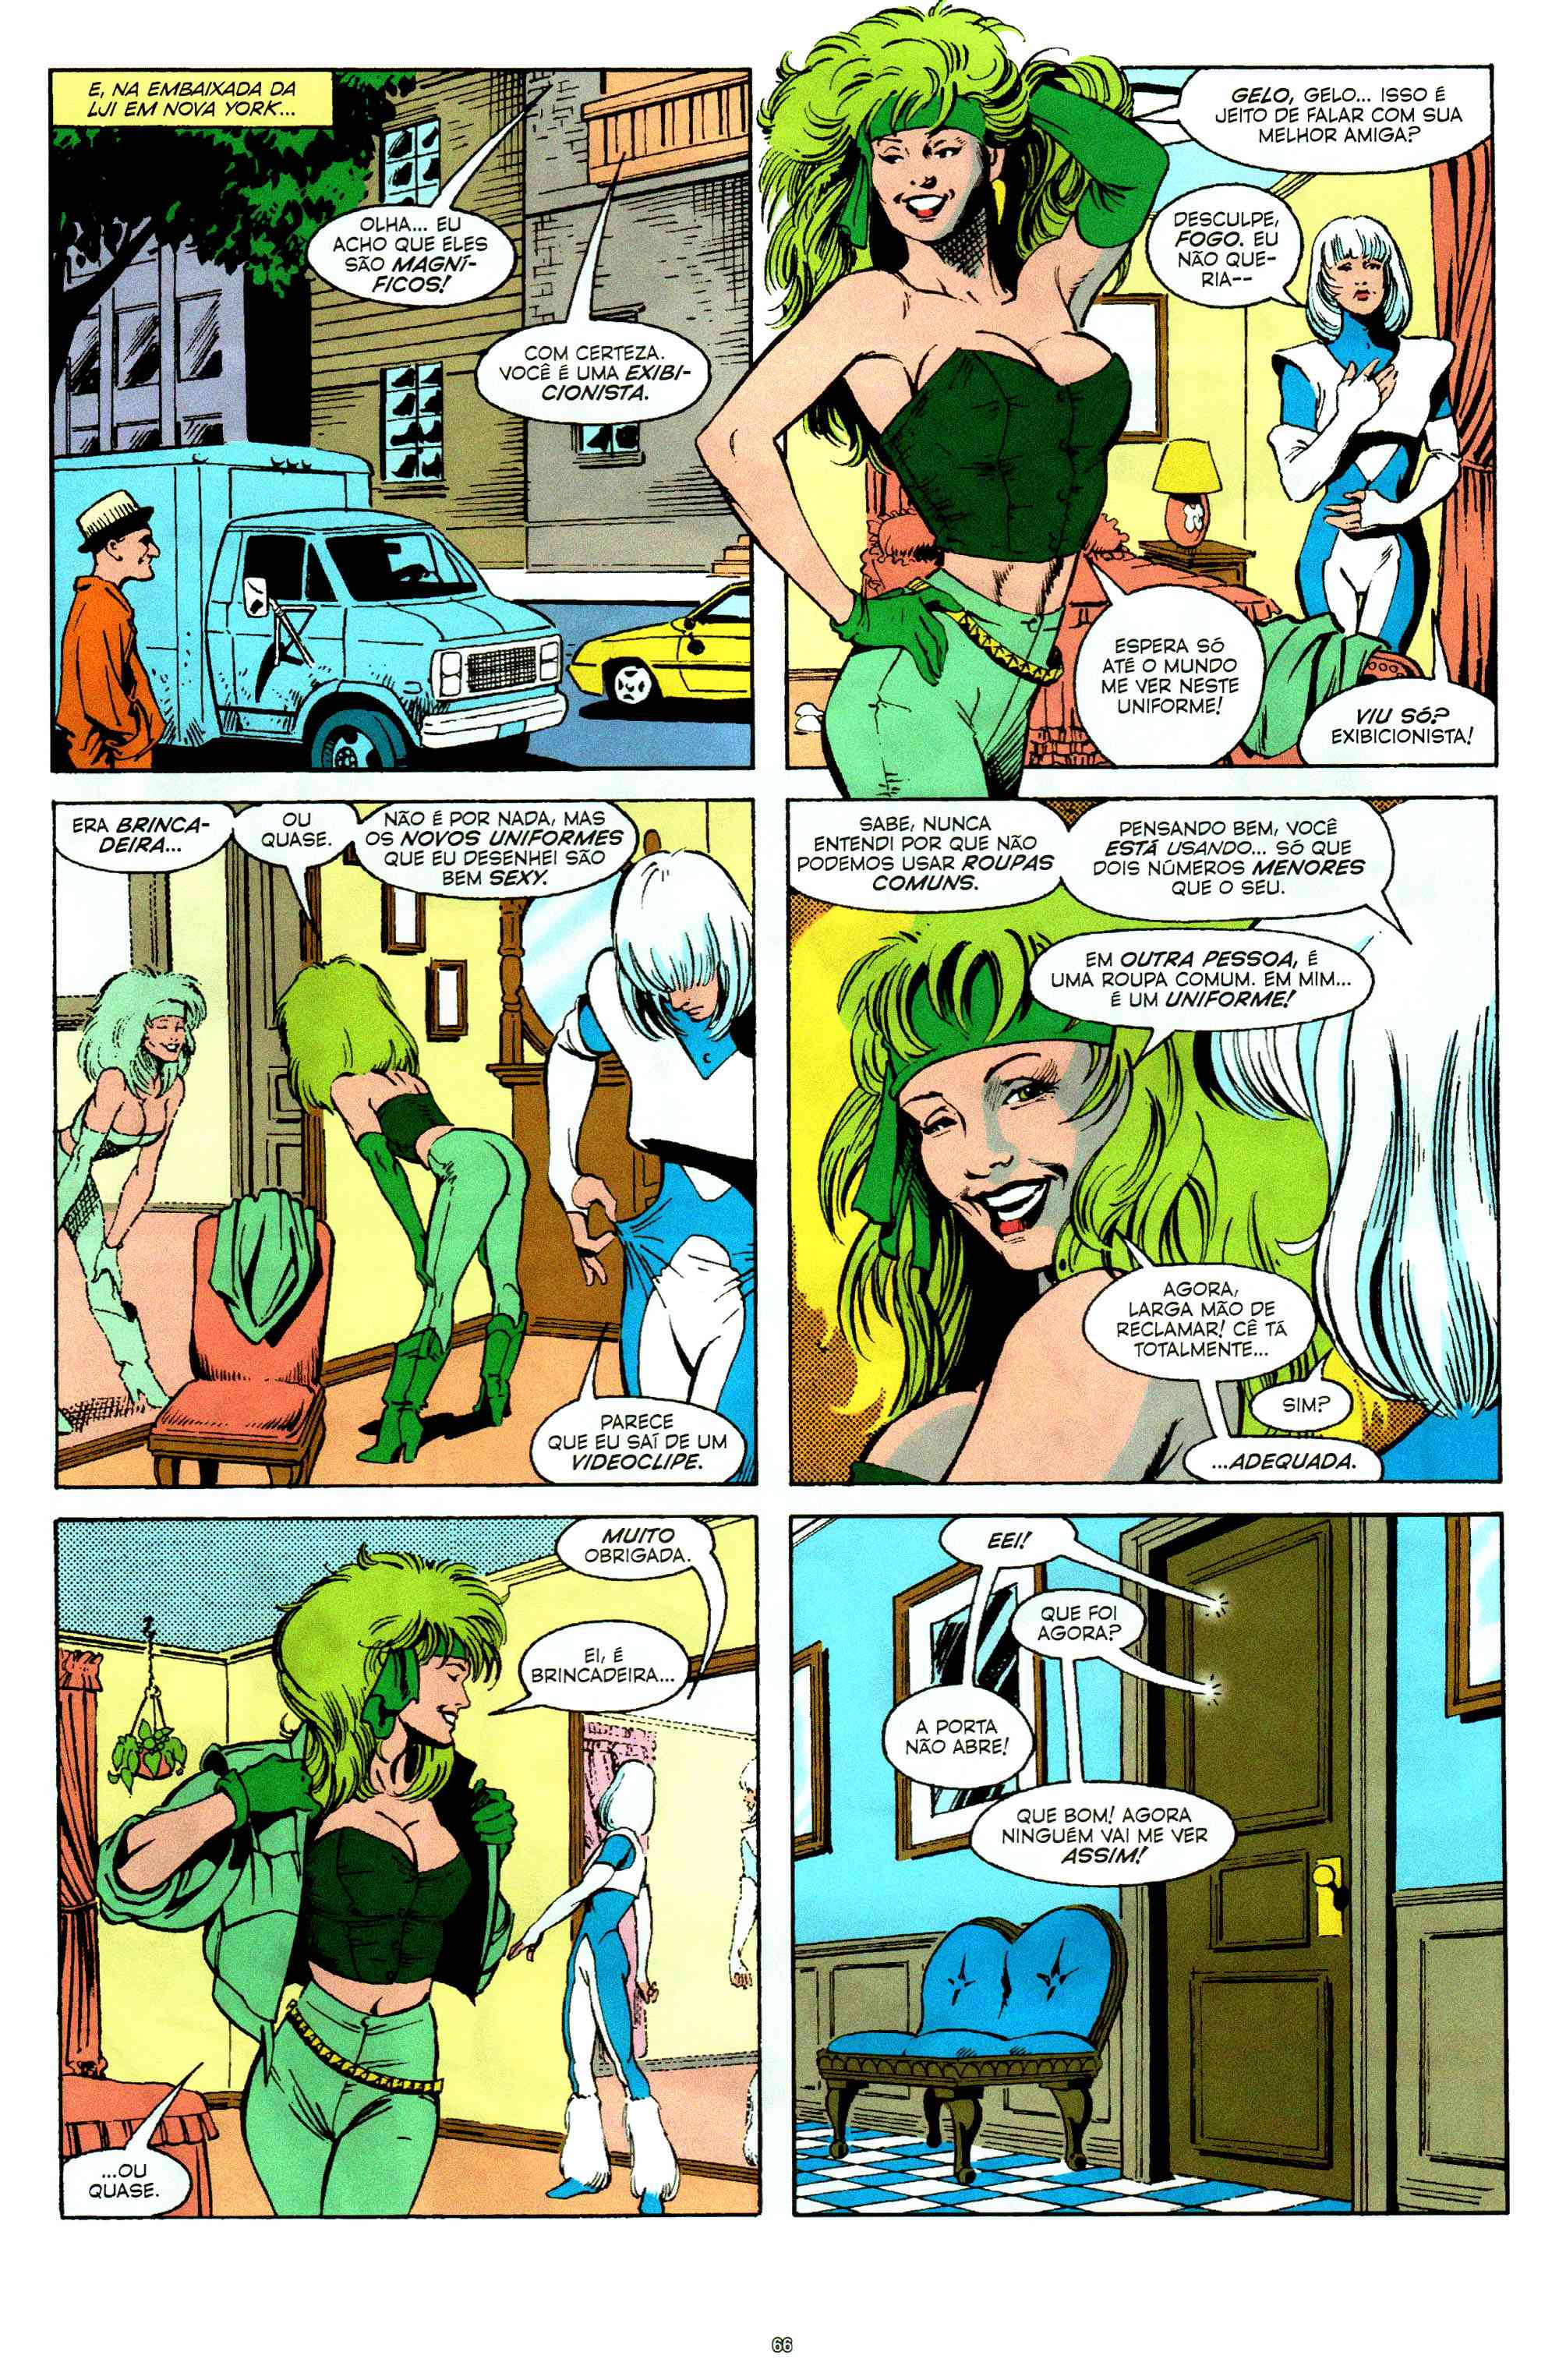 E, NA EMBAIXADA DA
LJI EM NOVA YORK...
OLHA... EU
ACHO QUE ELES
SÃO MAGNÍ-
FICOS!
COM CERTEZA.
VOCÊ É UMA EXIBI-
CIONISTA.
GELO, GELO... ISSO É
JEITO DE FALAR COM SUA
MELHOR AMIGA?
DESCULPE,
FOGO. EU
NÃO QUE-
RIA--
ESPERA SÓ
ATÉ O MUNDO
ME VER NESTE
UNIFORME!
VIU SÓ?
EXIBICIONISTA!
ERA BRINCA-
DEIRA...
OU
QUASE.
NÃO É POR NADA, MAS
OS NOVOS UNIFORMES
QUE EU DESENHEI SÃO
BEM SEXY.
PARECE
QUE EU SAÍ DE UM
VIDEOCLIPE.
SABE, NUNCA
ENTENDI POR QUE NÃO
PODEMOS USAR ROUPAS
COMUNS.
PENSANDO BEM, VOCÊ
ESTÁ USANDO... SÓ QUE
DOIS NÚMEROS MENORES
QUE O SEU.
EM OUTRA PESSOA, É
UMA ROUPA COMUM. EM MIM...
É UM UNIFORME!
AGORA,
LARGA MÃO DE
RECLAMAR! CÊ TÁ
TOTALMENTE...
SIM?
...ADEQUADA.
MUITO
OBRIGADA.
EI, É
BRINCADEIRA...
...OU
QUASE.
EEI!
QUE FOI
AGORA?
A PORTA
NÃO ABRE!
QUE BOM! AGORA
NINGUÉM VAI ME VER
ASSIM!
66